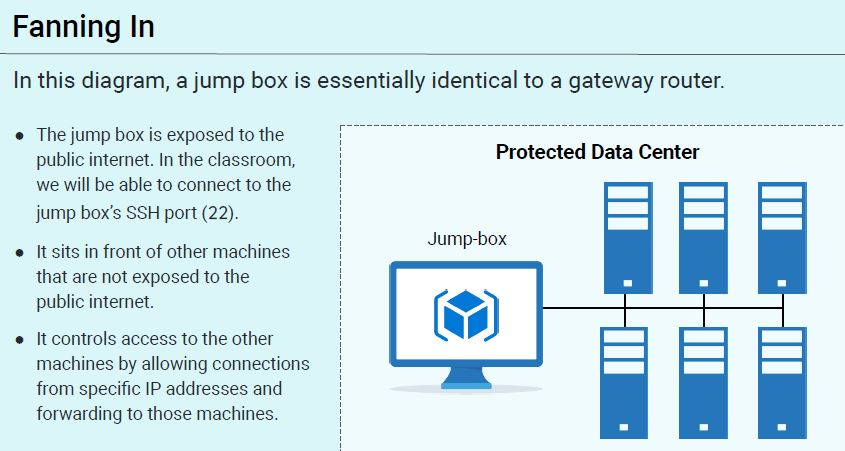 Fanning In
In this diagram, a jump box is essentially identical to a gateway router.
● The jump box is exposed to the
public internet. In the classroom,
we will be able to connect to the
jump box’s SSH port (22).
● It sits in front of other machines
that are not exposed to the
public internet.
● It controls access to the other
machines by allowing connections
from specific IP addresses and
forwarding to those machines.
Protected Data Center
Jump-box